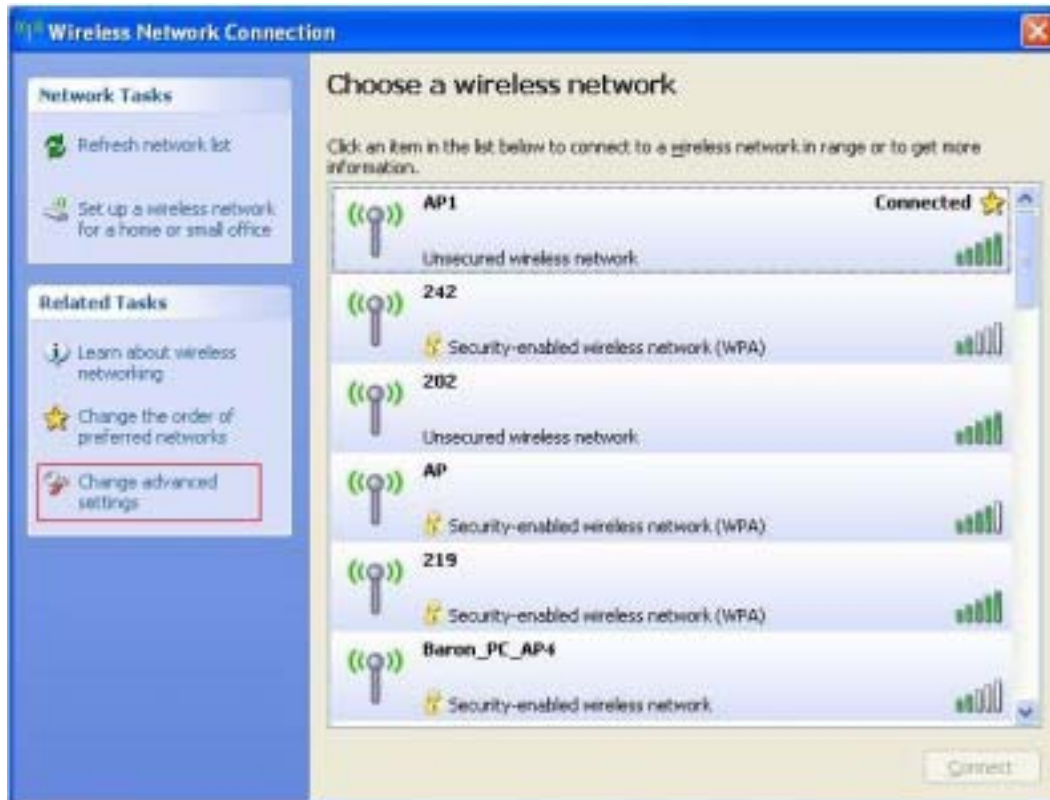 Wireless Network Connection
Network Tasks
Refresh network list
Set up a wireless network
for a home or small office
Related Tasks
Learn about wireless
networking
Change the order of
preferred networks
Change advanced
settings
Choose a wireless network
Click an item in the list below to connect to a wireless network in range or to get more
information.
AP1
Connected
Unsecured wireless network
242
Security-enabled wireless network (WPA)
202
Unsecured wireless network
AP
Security-enabled wireless network (WPA)
219
Security-enabled wireless network (WPA)
Baron_PC_AP4
Security-enabled wireless network
Connect